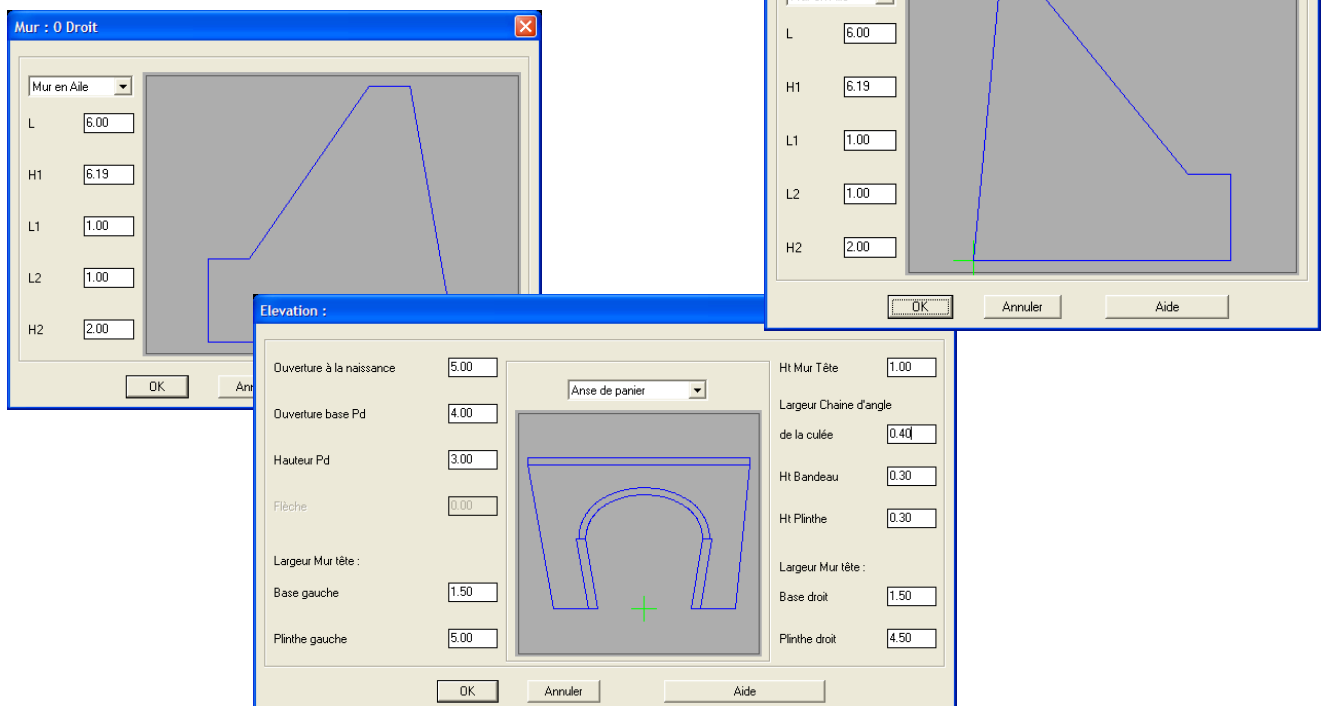 Mur : 0 Droit
Mur en Aile
L 6.00
H1 6.19
L1 1.00
L2 1.00
H2 2.00
OK
L 6.00
H1 6.19
L1 1.00
L2 1.00
H2 2.00
OK Annuler Aide
Elevation :
Ouverture à la naissance 5.00
Ouverture base Pd 4.00
Hauteur Pd 3.00
Flèche 0.00
Largeur Mur tête :
Base gauche 1.50
Plinthe gauche 5.00
Anse de panier
Ht Mur Tête 1.00
Largeur Chaine d'angle
de la culée 0.40
Ht Bandeau 0.30
Ht Plinthe 0.30
Largeur Mur tête :
Base droit 1.50
Plinthe droit 4.50
OK Annuler Aide